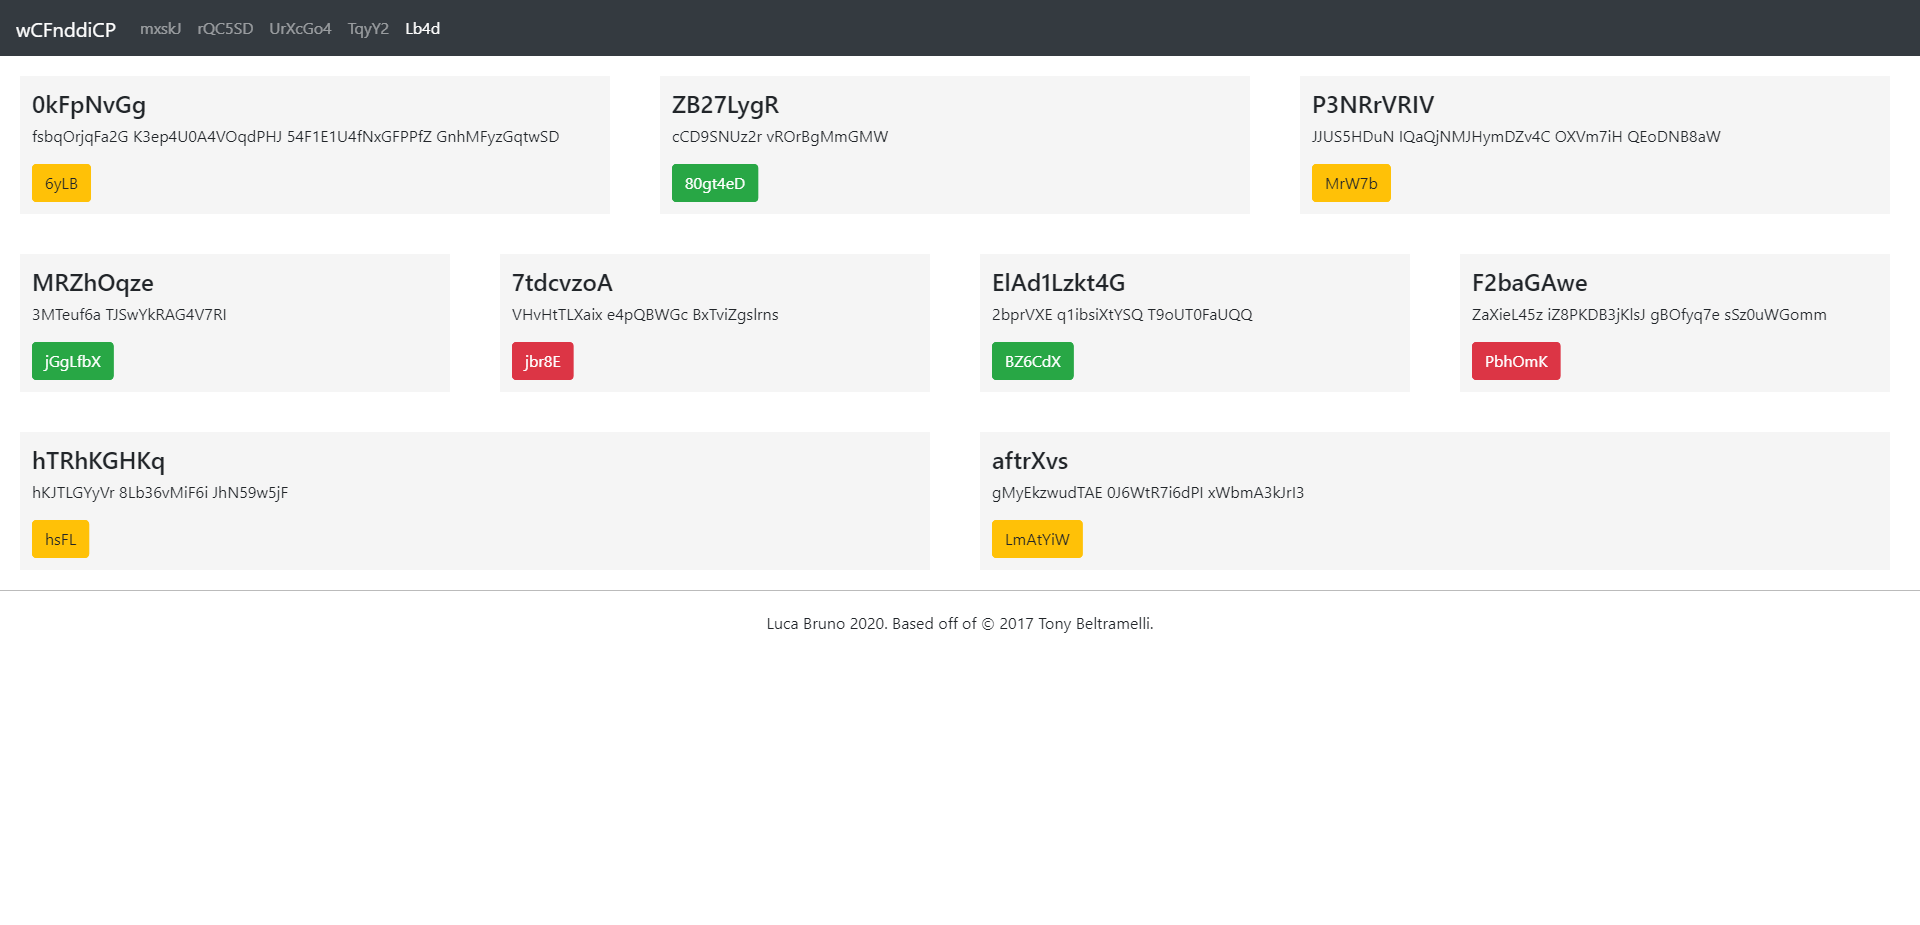 wCFnddiCP mxskJ rQC5SD UrXcGo4 TqyY2 Lb4d
0kFpNvGg
fsbqOrjqFa2G K3ep4U0A4VOqdPHJ 54F1E1U4fNxGFPPfZ GnhMFyzGqtwSD
6yLB
ZB27LygR
cCD9SNUz2r vROrBgMmGMW
80gt4eD
P3NRrVRIV
JJUS5HDuN IQaQjNMJHymDZv4C OXVm7iH QEoDNB8aW
MrW7b
MRZhOqze
3MTeuf6a TJSwYkRAG4V7RI
jGgLfbX
7tdcvzoA
VHvHtTLXaix e4pQBWGc BxTviZgsIrns
jbr8E
ElAd1Lzkt4G
2bprVXE q1ibsiXtYSQ T9oUT0FaUQQ
BZ6CdX
F2baGAwe
ZaXieL45z iZ8PKDB3jKlsJ gBOfyq7e sSz0uWGomm
PbhOmK
hTRhKGHKq
hKJTLGYyVr 8Lb36vMiF6i JhN59w5jF
hsFL
aftrXvs
gMyEkzwudTAE 0J6WtR7i6dPI xWbmA3kJrI3
LmAtYiW
Luca Bruno 2020. Based off of © 2017 Tony Beltramelli.